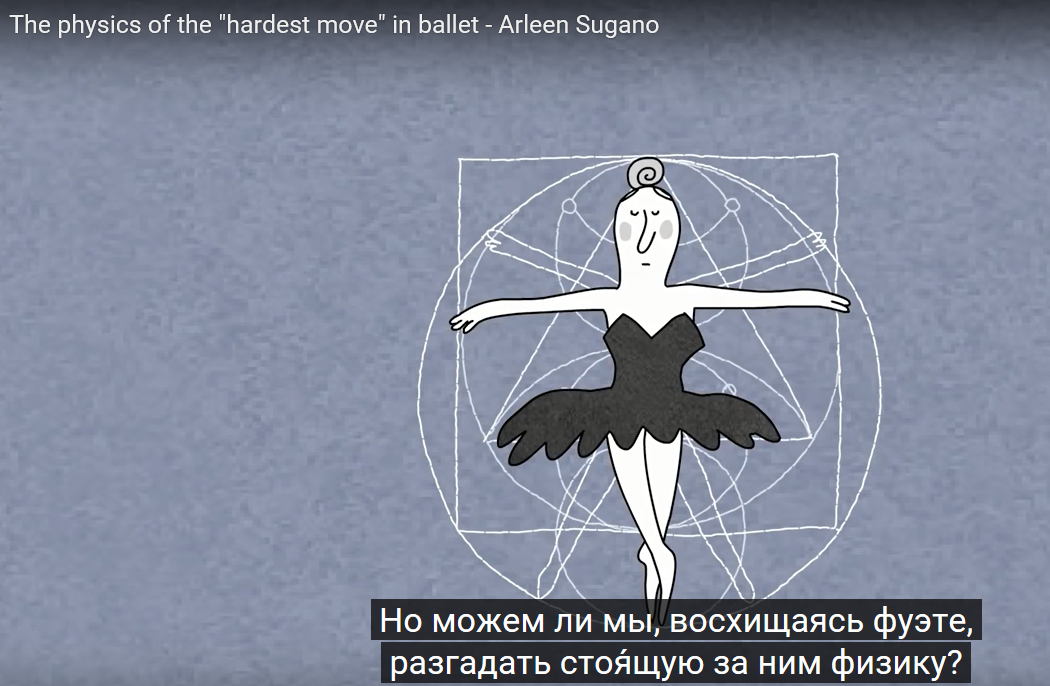 The physics of the "hardest move" in ballet - Arleen Sugano
Но можем ли мы, восхищаясь фуэте,
разгадать стоя́щую за ним физику?